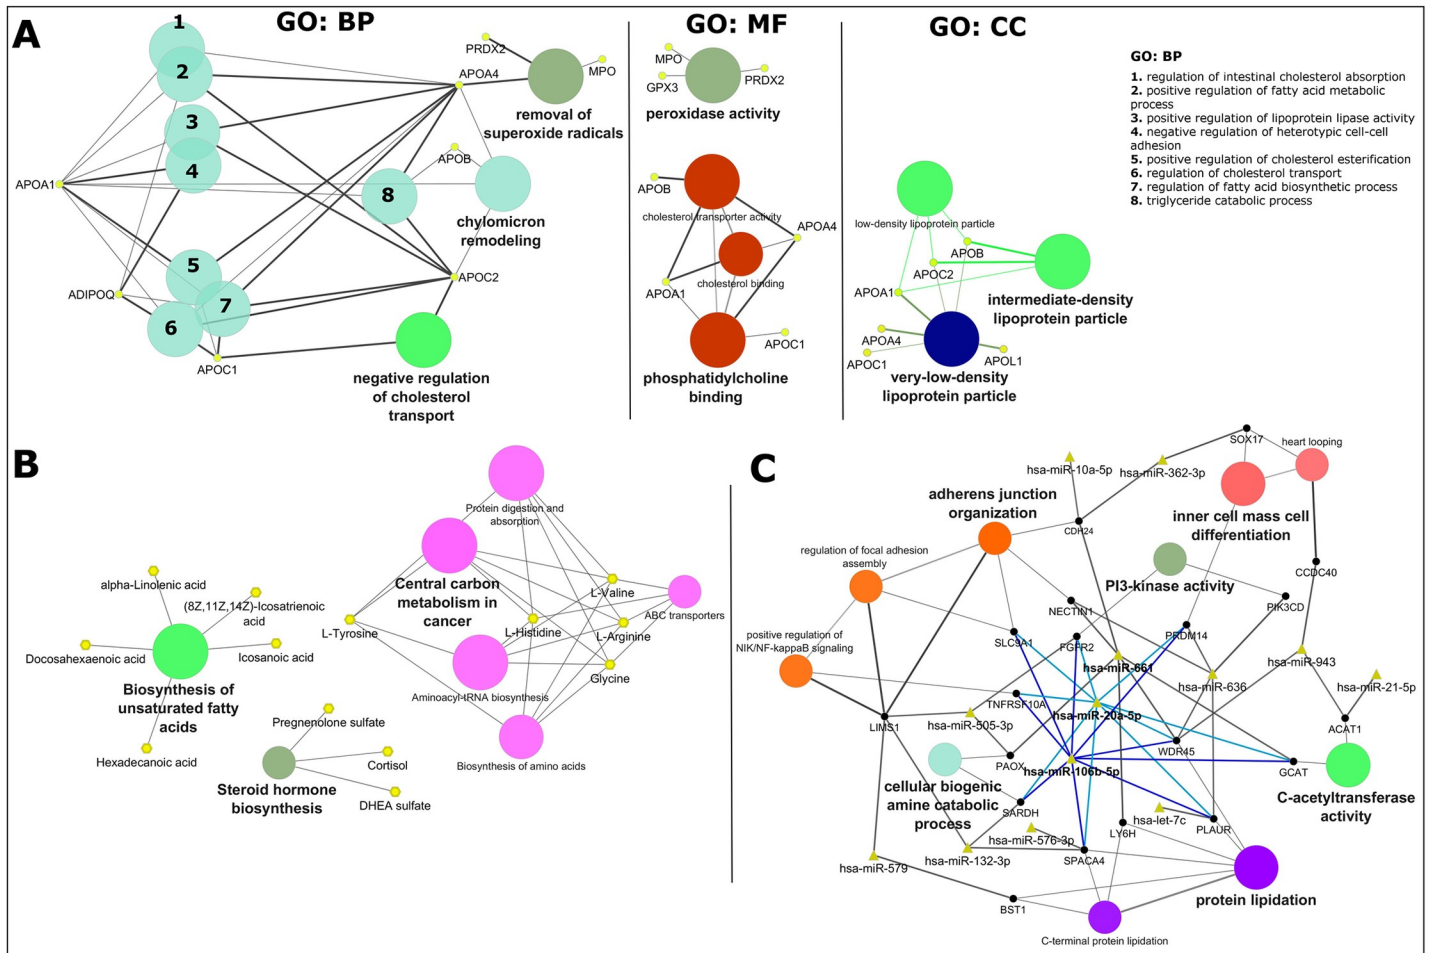 A
GO: BP
GO: MF
GO: CC
1
2
3
4
5
6
7
8
PRDX2
MPO
APOA4
removal of
superoxide radicals
APOB
APOA1
chylomicron
remodeling
ADIPOQ
APOC2
APOC1
negative regulation
of cholesterol
transport
MPO
GPX3
PRDX2
peroxidase activity
APOB
cholesterol transporter activity
APOA4
cholesterol binding
APOA1
APOC1
phosphatidylcholine
binding
low-density lipoprotein particle
APOB
APOC2
APOA1
intermediate-density
lipoprotein particle
APOA4
APOC1
APOL1
very-low-density
lipoprotein particle
GO: BP
1. regulation of intestinal cholesterol absorption
2. positive regulation of fatty acid metabolic
process
3. positive regulation of lipoprotein lipase activity
4. negative regulation of heterotypic cell-cell
adhesion
5. positive regulation of cholesterol esterification
6. regulation of cholesterol transport
7. regulation of fatty acid biosynthetic process
8. triglyceride catabolic process
B
alpha-Linolenic acid
(8Z,11Z,14Z)-Icosatrienoic
acid
Docosahexaenoic acid
Icosanoic acid
Biosynthesis of
unsaturated fatty
acids
Hexadecanoic acid
Pregnenolone sulfate
Cortisol
DHEA sulfate
Steroid hormone
biosynthesis
Protein digestion and
absorption
Central carbon
metabolism in
cancer
L-Valine
ABC transporters
L-Tyrosine
L-Histidine
L-Arginine
Glycine
Aminoacyl-tRNA biosynthesis
Biosynthesis of amino acids
C
SOX17
heart looping
hsa-miR-10a-5p
hsa-miR-362-3p
adherens junction
organization
inner cell mass cell
differentiation
CDH24
regulation of focal adhesion
assembly
PI3-kinase activity
CCDC40
NECTIN1
PIK3CD
positive regulation of
NIK/NF-kappaB signaling
SLC9A1
FGFR2
PRDM14
hsa-miR-661
hsa-miR-943
hsa-miR-636
hsa-miR-21-5p
TNFRSF10A
hsa-miR-20a-5p
LIMS1
hsa-miR-505-3p
ACAT1
WDR45
PAOX
hsa-miR-106b-5p
GCAT
cellular biogenic
amine catabolic
process
C-acetyltransferase
activity
SARDH
hsa-let-7c
PLAUR
LY6H
hsa-miR-576-3p
SPACA4
hsa-miR-579
hsa-miR-132-3p
protein lipidation
BST1
C-terminal protein lipidation